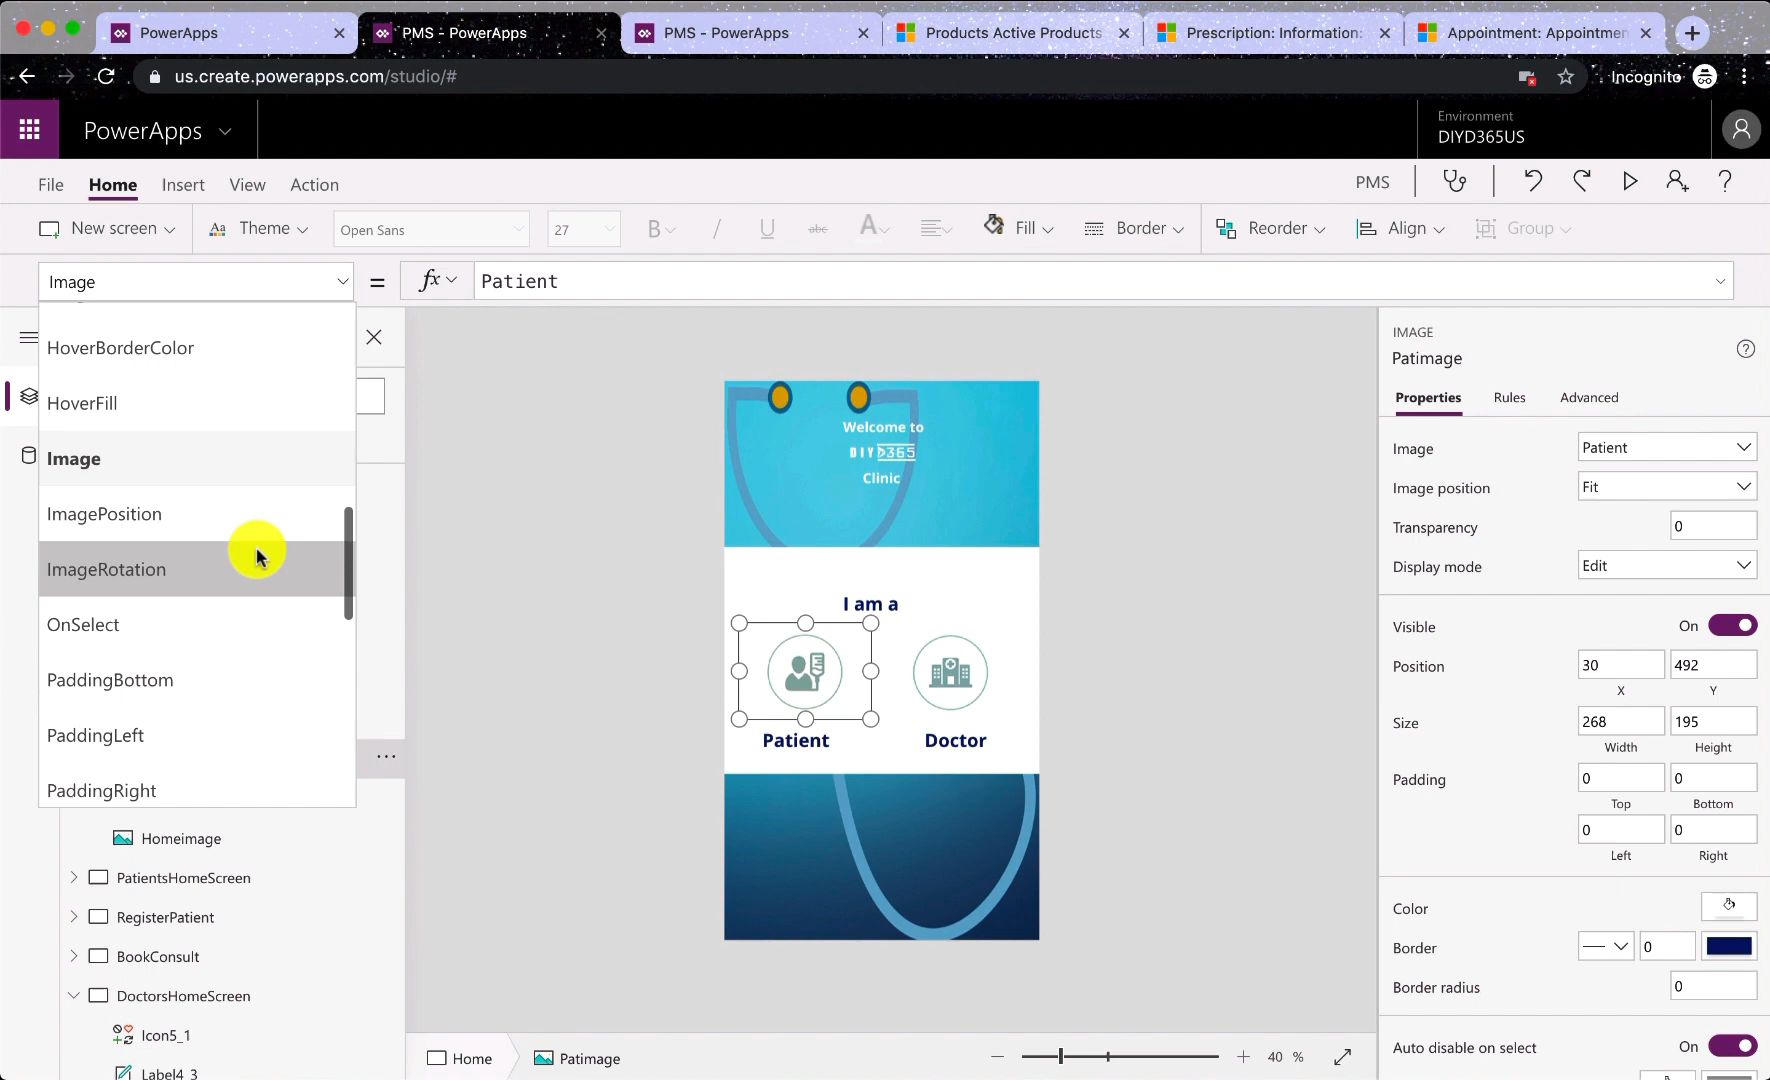 PowerApps
PMS - PowerApps
PMS - PowerApps
Products Active Products
Prescription: Information:
Appointment: Appointmen
us.create.powerapps.com/studio/#
Incognito
PowerApps
Environment
DIYD365US
File
Home
Insert
View
Action
PMS
?
New screen
Theme
Open Sans
27
B
/
U
abc
A
Fill
Border
Reorder
Align
Group
Image
=
fx
Patient
HoverBorderColor
HoverFill
Image
ImagePosition
ImageRotation
OnSelect
PaddingBottom
PaddingLeft
PaddingRight
Homeimage
PatientsHomeScreen
RegisterPatient
BookConsult
DoctorsHomeScreen
Icon5_1
Label4_3
Welcome to
DIYD365
Clinic
I am a
Patient
Doctor
Home
Patimage
40 %
IMAGE
Patimage
?
Properties
Rules
Advanced
Image
Patient
Image position
Fit
Transparency
0
Display mode
Edit
Visible
On
Position
30
492
X
Y
Size
268
195
Width
Height
Padding
0
0
Top
Bottom
0
0
Left
Right
Color
Border
0
Border radius
0
Auto disable on select
On